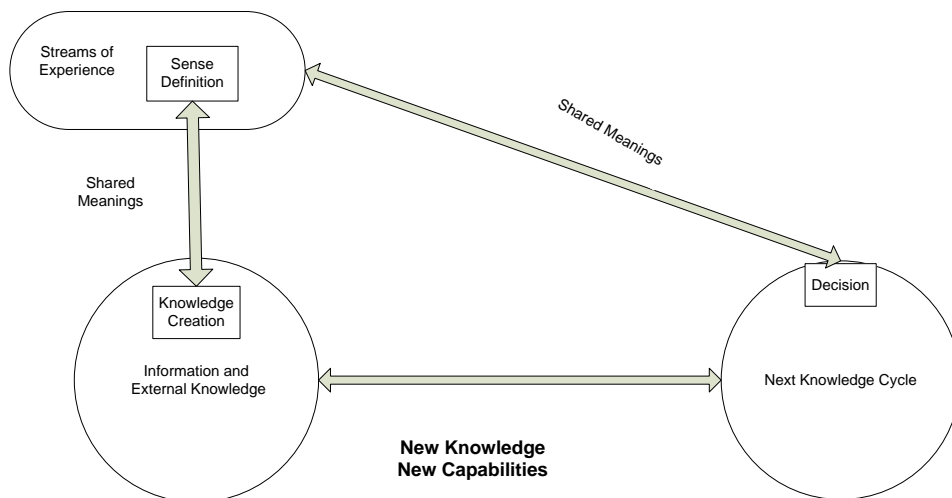 Streams of
Experience
Sense
Definition
Shared Meanings
Shared
Meanings
Knowledge
Creation
Decision
Information and
External Knowledge
Next Knowledge Cycle
New Knowledge
New Capabilities